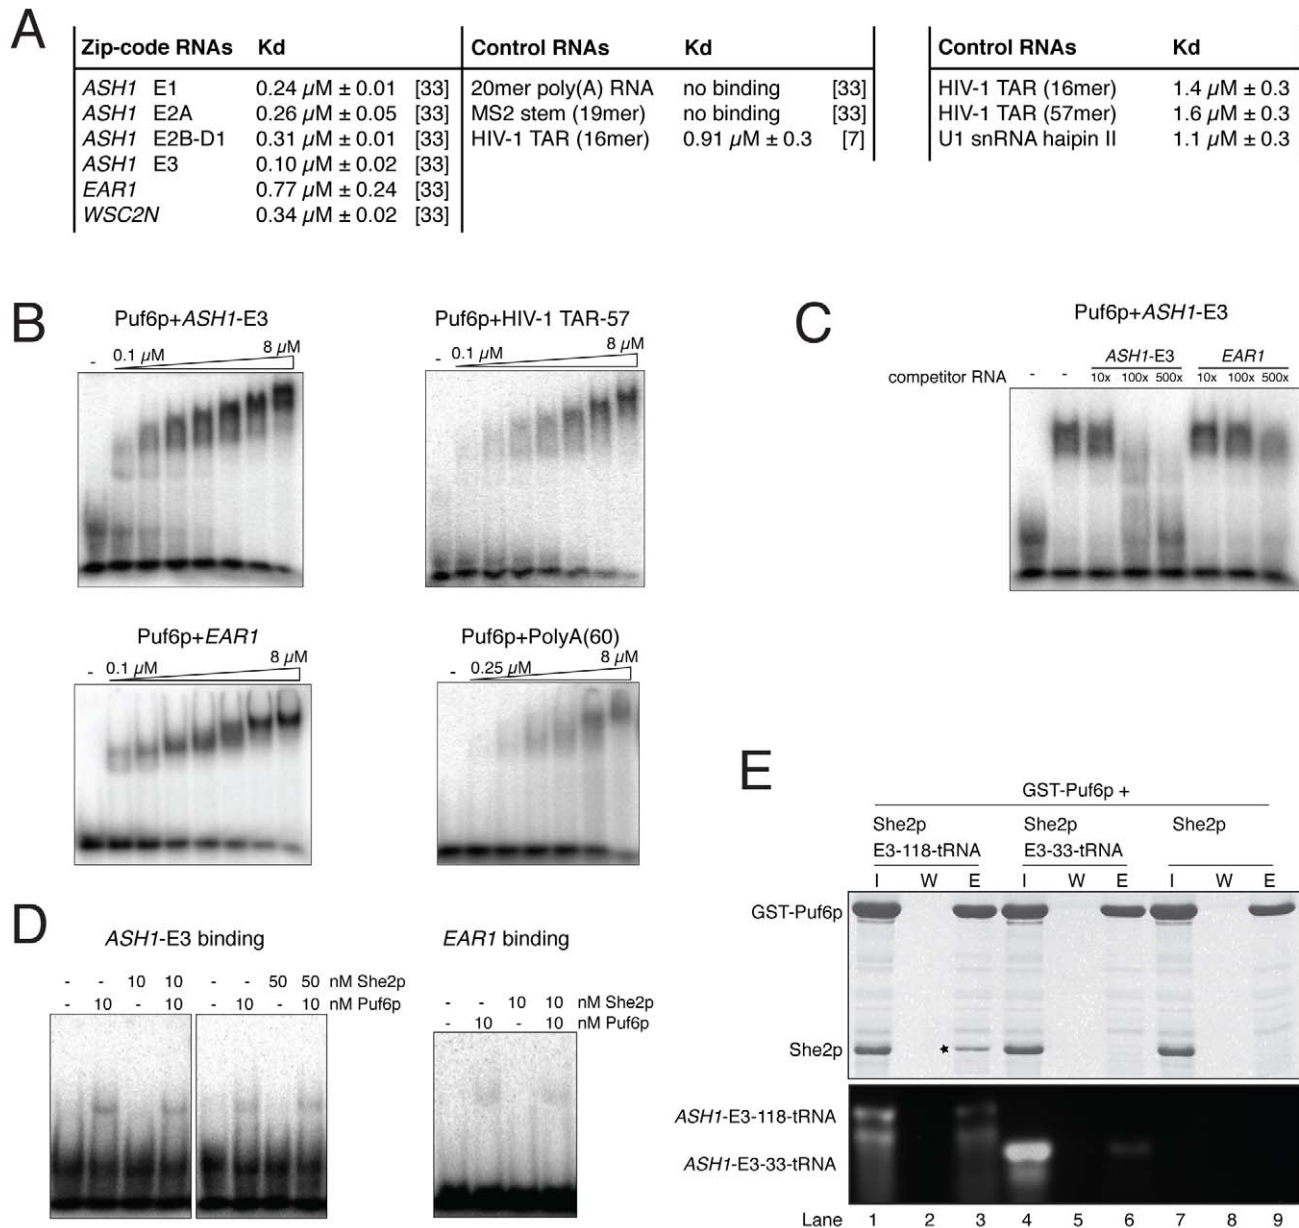 A
Zip-code RNAs Kd
ASH1 E1 0.24 μM ± 0.01 [33]
ASH1 E2A 0.26 μM ± 0.05 [33]
ASH1 E2B-D1 0.31 μM ± 0.01 [33]
ASH1 E3 0.10 μM ± 0.02 [33]
EAR1 0.77 μM ± 0.24 [33]
WSC2N 0.34 μM ± 0.02 [33]
Control RNAs Kd
20mer poly(A) RNA no binding [33]
MS2 stem (19mer) no binding [33]
HIV-1 TAR (16mer) 0.91 μM ± 0.3 [7]
Control RNAs Kd
HIV-1 TAR (16mer) 1.4 μM ± 0.3
HIV-1 TAR (57mer) 1.6 μM ± 0.3
U1 snRNA haipin II 1.1 μM ± 0.3
B
Puf6p+ASH1-E3
- 0.1 μM 8 μM
Puf6p+HIV-1 TAR-57
- 0.1 μM 8 μM
Puf6p+EAR1
- 0.1 μM 8 μM
Puf6p+PolyA(60)
- 0.25 μM 8 μM
C
Puf6p+ASH1-E3
ASH1-E3 EAR1
competitor RNA - - 10x 100x 500x 10x 100x 500x
D
ASH1-E3 binding
- - 10 10 - - 50 50 nM She2p
- 10 - 10 - 10 - 10 nM Puf6p
EAR1 binding
- - 10 10 nM She2p
- 10 - 10 nM Puf6p
E
GST-Puf6p +
She2p She2p She2p
E3-118-tRNA E3-33-tRNA
I W E I W E I W E
GST-Puf6p
She2p
ASH1-E3-118-tRNA
ASH1-E3-33-tRNA
Lane 1 2 3 4 5 6 7 8 9